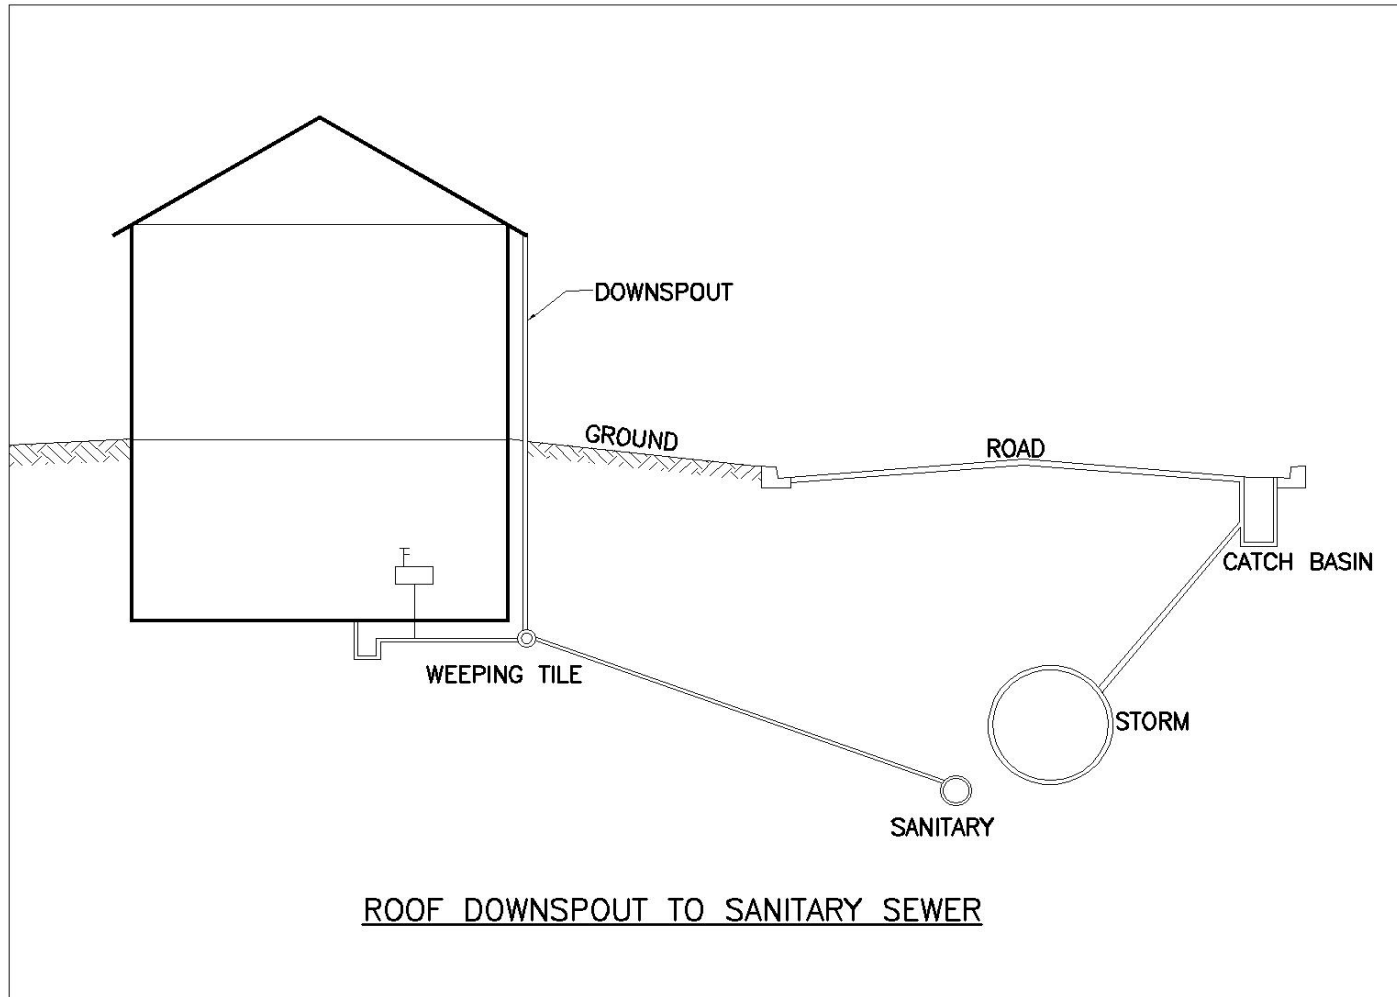 DOWNSPOUT
GROUND
ROAD
CATCH BASIN
WEEPING TILE
STORM
SANITARY
ROOF DOWNSPOUT TO SANITARY SEWER